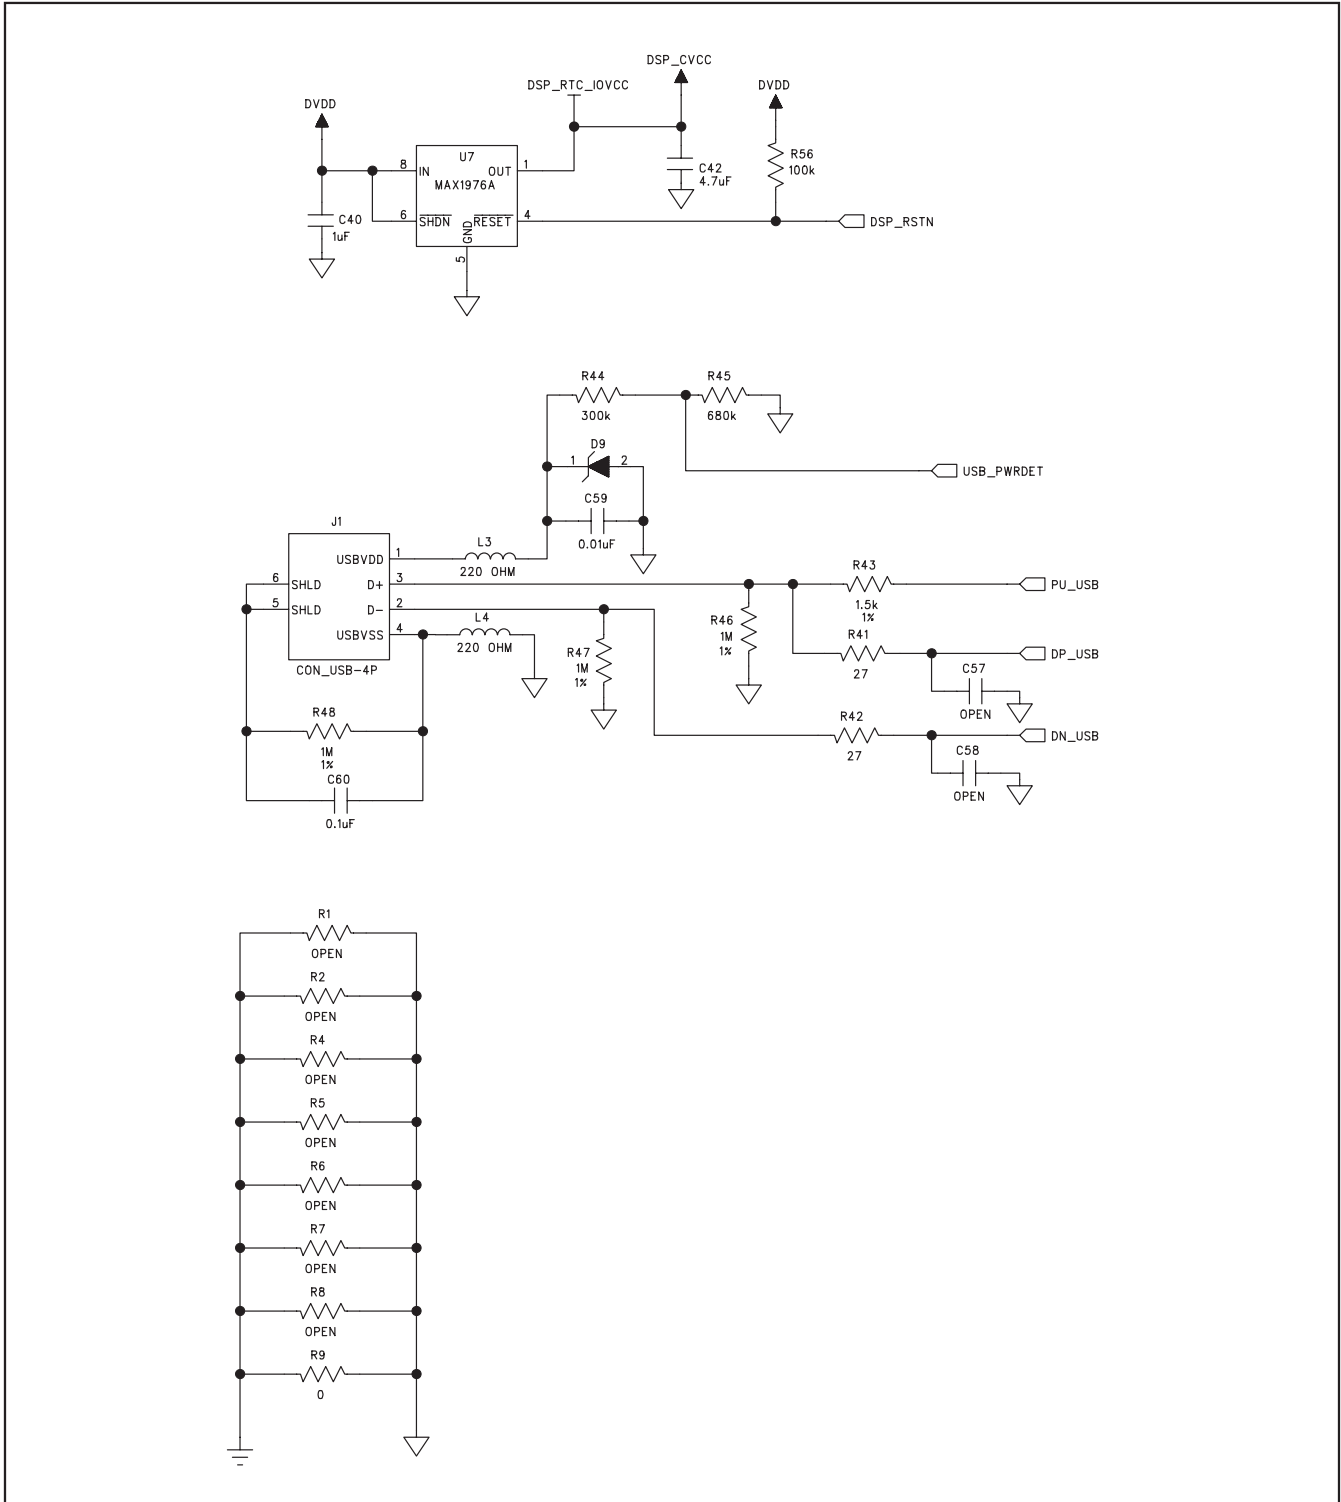 DSP_CVCC
DSP_RTC_IOVCC
DVDD
DVDD
U7
MAX1976A
8 IN
OUT 1
6 SHDN
RESET 4
GND
5
C40
1uF
C42
4.7uF
R56
100k
DSP_RSTN
R44
300k
R45
680k
D9
1 2
C59
0.01uF
USB_PWRDET
J1
USBVDD 1
6 SHLD
D+ 3
5 SHLD
D- 2
USBVSS 4
CON_USB-4P
L3
220 OHM
L4
220 OHM
R47
1M
1%
R46
1M
1%
R43
1.5k
1%
PU_USB
R41
27
DP_USB
C57
OPEN
R42
27
DN_USB
C58
OPEN
R48
1M
1%
C60
0.1uF
R1
OPEN
R2
OPEN
R4
OPEN
R5
OPEN
R6
OPEN
R7
OPEN
R8
OPEN
R9
0